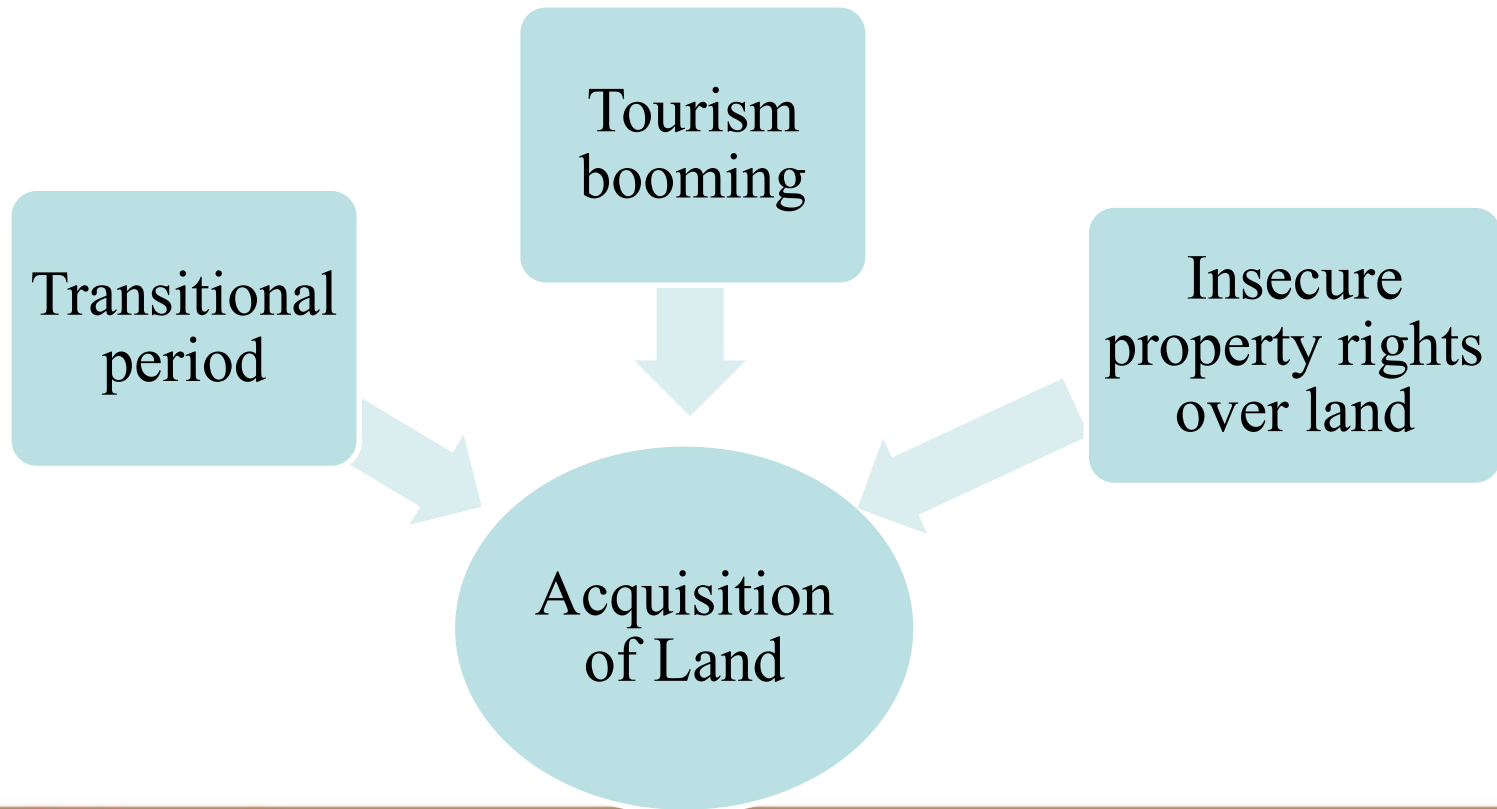 Tourism
booming
Transitional
period
Insecure
property rights
over land
Acquisition
of Land